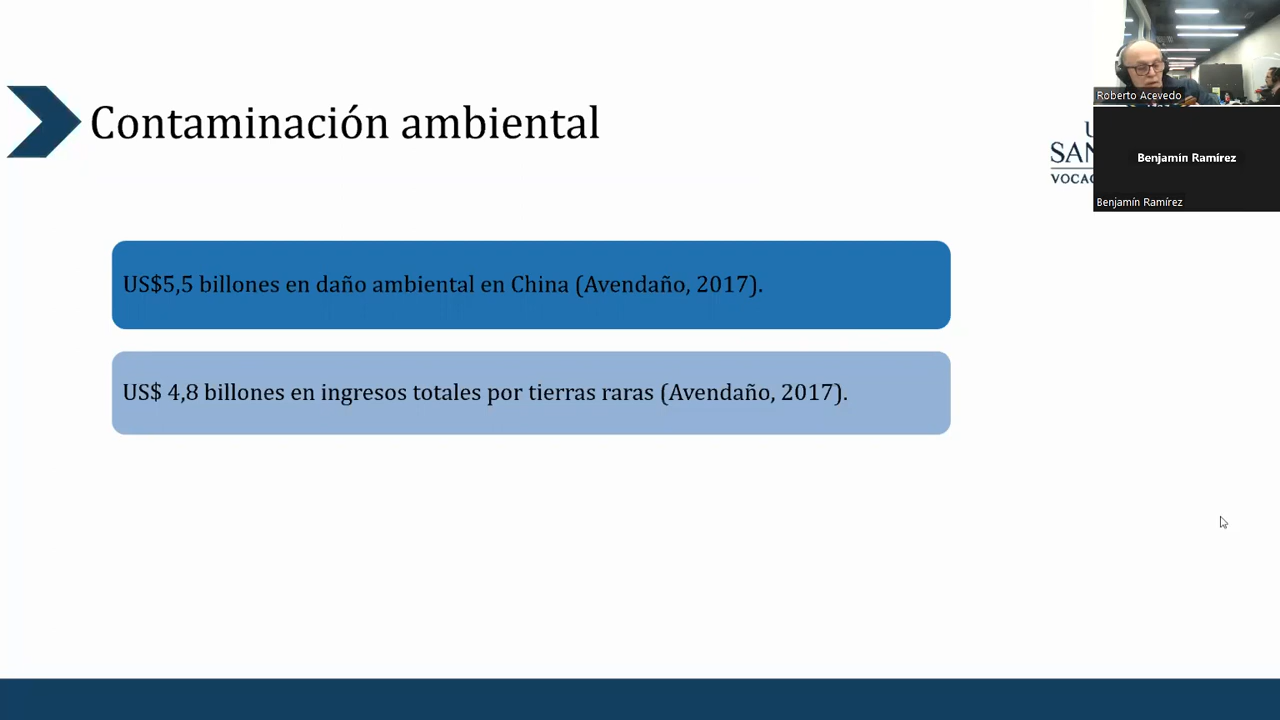 Contaminación ambiental
US$5,5 billones en daño ambiental en China (Avendaño, 2017).
US$ 4,8 billones en ingresos totales por tierras raras (Avendaño, 2017).
Roberto Acevedo
Benjamín Ramírez
Benjamín Ramírez